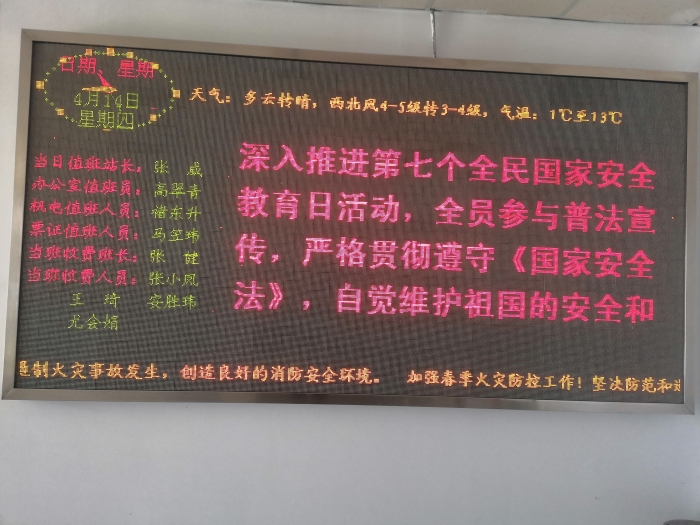 日期 星期
4月14日
星期四
天气：多云转晴，西北风4-5级转3-4级，气温：1℃至13℃
当日值班站长：张 威
办公室值班员：高翠青
机电值班人员：褚东升
票证值班人员：马笠玮
当班收费班长：张 健
当班收费人员：张小凤
王 琦 安胜玮
尤会娟
深入推进第七个全民国家安全
教育日活动，全员参与普法宣
传，严格贯彻遵守《国家安全
法》，自觉维护祖国的安全和
制火灾事故发生，创造良好的消防安全环境。 加强春季火灾防控工作！坚决防范和